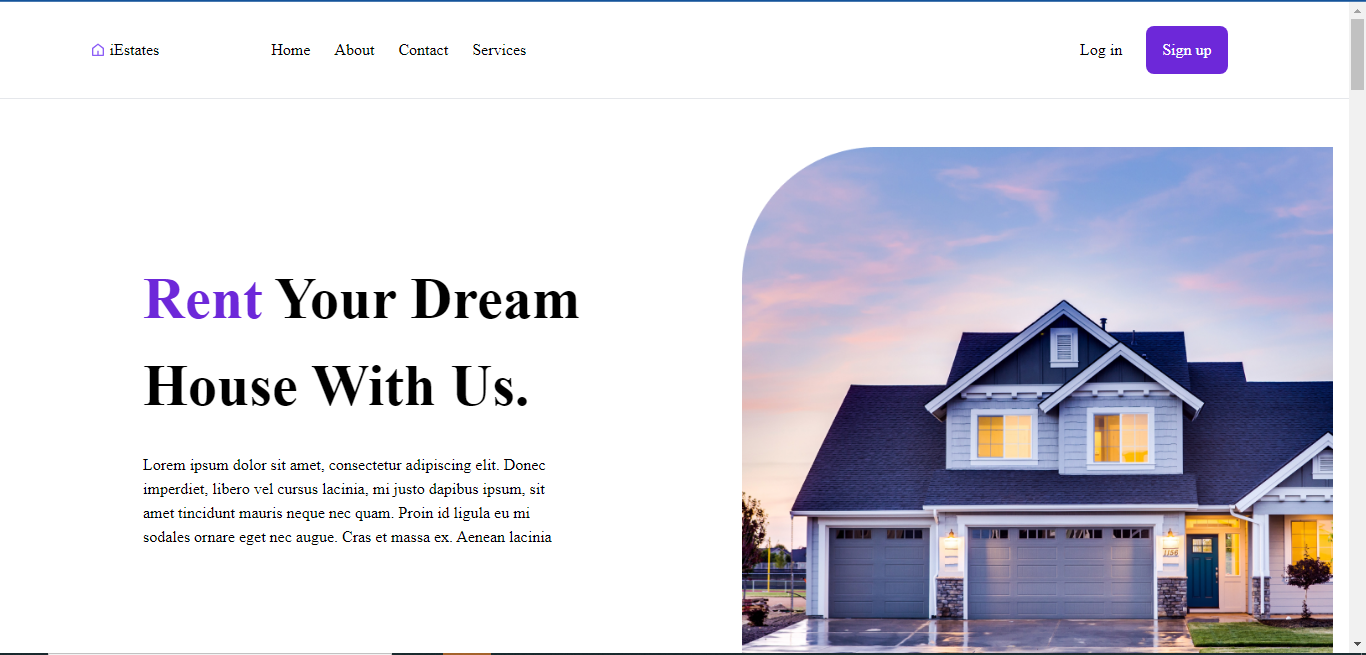 iEstates
Home About Contact Services
Log in Sign up
Rent Your Dream
House With Us.
Lorem ipsum dolor sit amet, consectetur adipiscing elit. Donec
imperdiet, libero vel cursus lacinia, mi justo dapibus ipsum, sit
amet tincidunt mauris neque nec quam. Proin id ligula eu mi
sodales ornare eget nec augue. Cras et massa ex. Aenean lacinia
1156